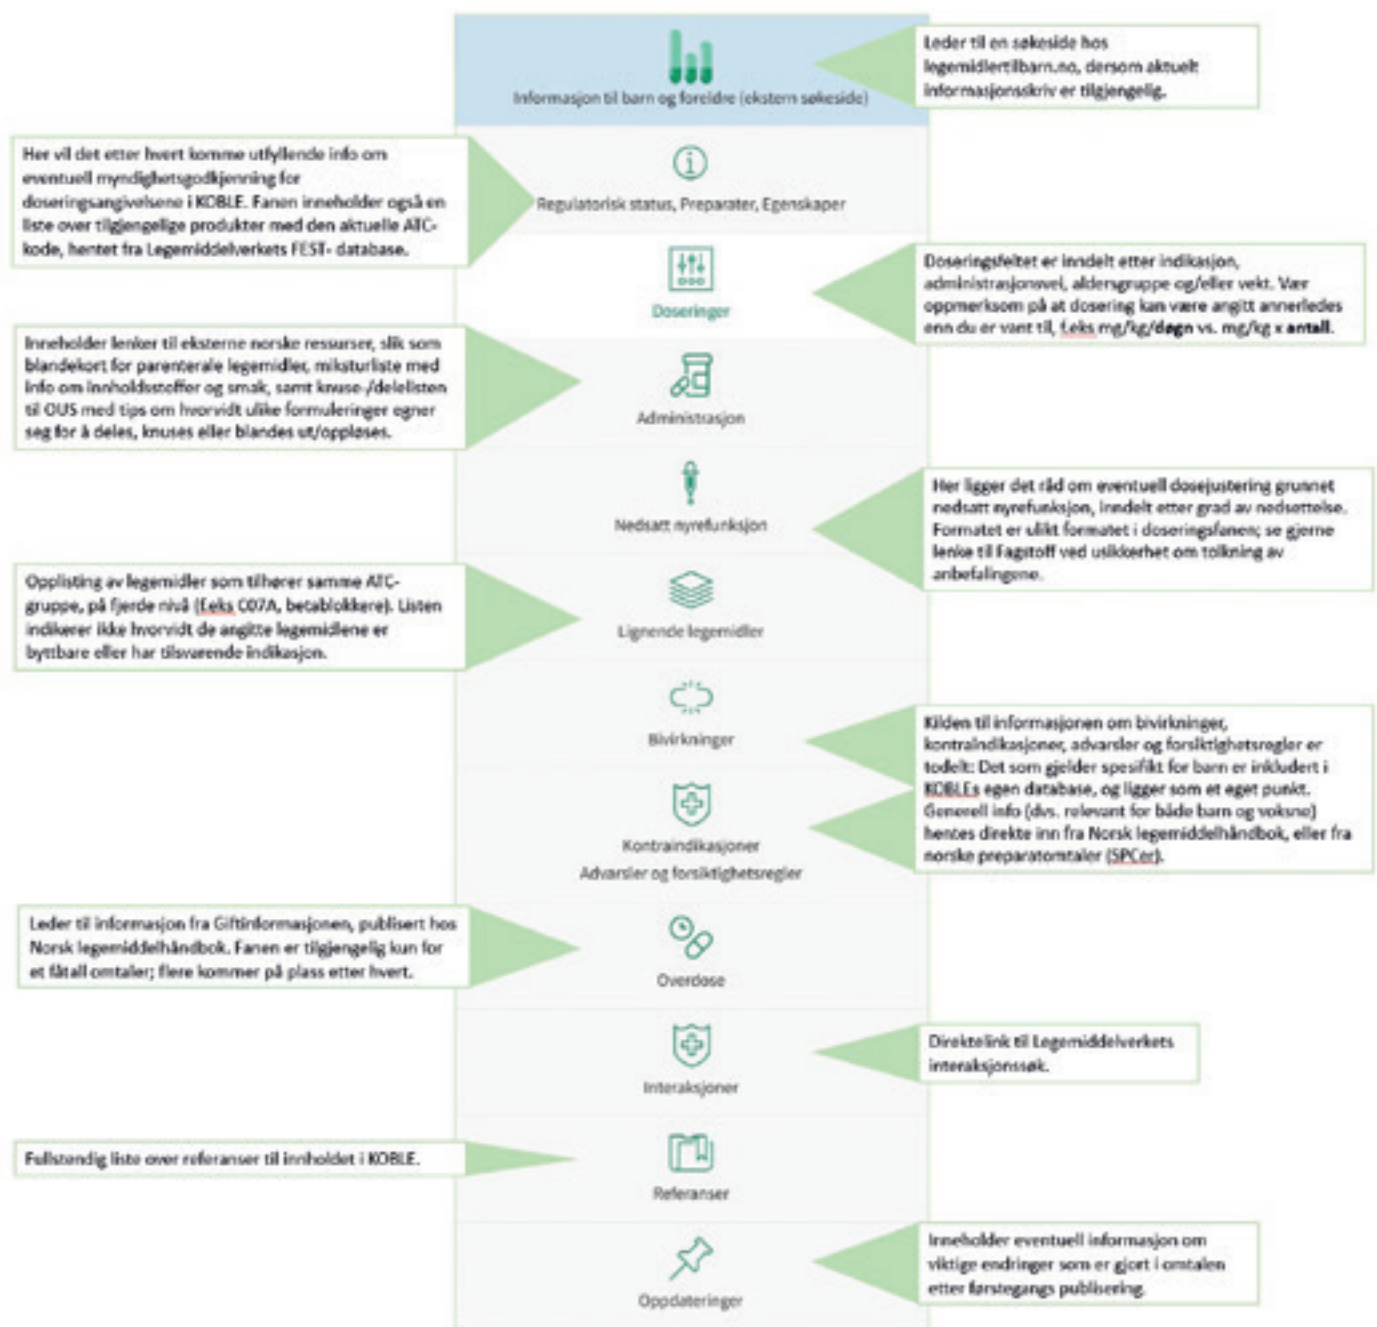 Informasjon til barn og foreldre (ekstern søkeside)
Leder til en søkeside hos
legemidlertilbarn.no, dersom aktuelt
informasjonsskriv er tilgjengelig.
Her vil det etter hvert komme utfyllende info om
eventuell myndighetsgodkjenning for
doseringsangivelsene i KOBLE. Fanen inneholder også en
liste over tilgjengelige produkter med den aktuelle ATC-
kode, hentet fra Legemiddelverkets FEST- database.
Regulatorisk status, Preparater, Egenskaper
Doseringer
Doseringsfeltet er inndelt etter indikasjon,
administrasjonsvei, aldersgruppe og/eller vekt. Vær
oppmerksom på at dosering kan være angitt annerledes
enn du er vant til, f.eks mg/kg/døgn vs. mg/kg x antall.
Inneholder lenker til eksterne norske ressurser, slik som
blandekort for parenterale legemidler, miksturliste med
info om innholdsstoffer og smak, samt knuse-/delelisten
til OUS med tips om hvorvidt ulike formuleringer egner
seg for å deles, knuses eller blandes ut/oppløses.
Administrasjon
Nedsatt nyrefunksjon
Her ligger det råd om eventuell dosejustering grunnet
nedsatt nyrefunksjon, inndelt etter grad av nedsettelse.
Formatet er ulikt formatet i doseringsfanen; se gjerne
lenke til Fagstoff ved usikkerhet om tolkning av
anbefalingene.
Opplisting av legemidler som tilhører samme ATC-
gruppe, på fjerde nivå (f.eks C07A, betablokkere). Listen
indikerer ikke hvorvidt de angitte legemidlene er
byttbare eller har tilsvarende indikasjon.
Lignende legemidler
Bivirkninger
Kilden til informasjonen om bivirkninger,
kontraindikasjoner, advarsler og forsiktighetsregler er
todelt: Det som gjelder spesifikt for barn er inkludert i
KOBLEs egen database, og ligger som et eget punkt.
Generell info (dvs. relevant for både barn og voksne)
hentes direkte inn fra Norsk legemiddelhåndbok, eller fra
norske preparatomtaler (SPCer).
Kontraindikasjoner
Advarsler og forsiktighetsregler
Leder til informasjon fra Giftinformasjonen, publisert hos
Norsk legemiddelhåndbok. Fanen er tilgjengelig kun for
et fåtall omtaler; flere kommer på plass etter hvert.
Overdose
Interaksjoner
Direktelink til Legemiddelverkets
interaksjonssøk.
Fullstendig liste over referanser til innholdet i KOBLE.
Referanser
Oppdateringer
Inneholder eventuell informasjon om
viktige endringer som er gjort i omtalen
etter førstegangs publisering.